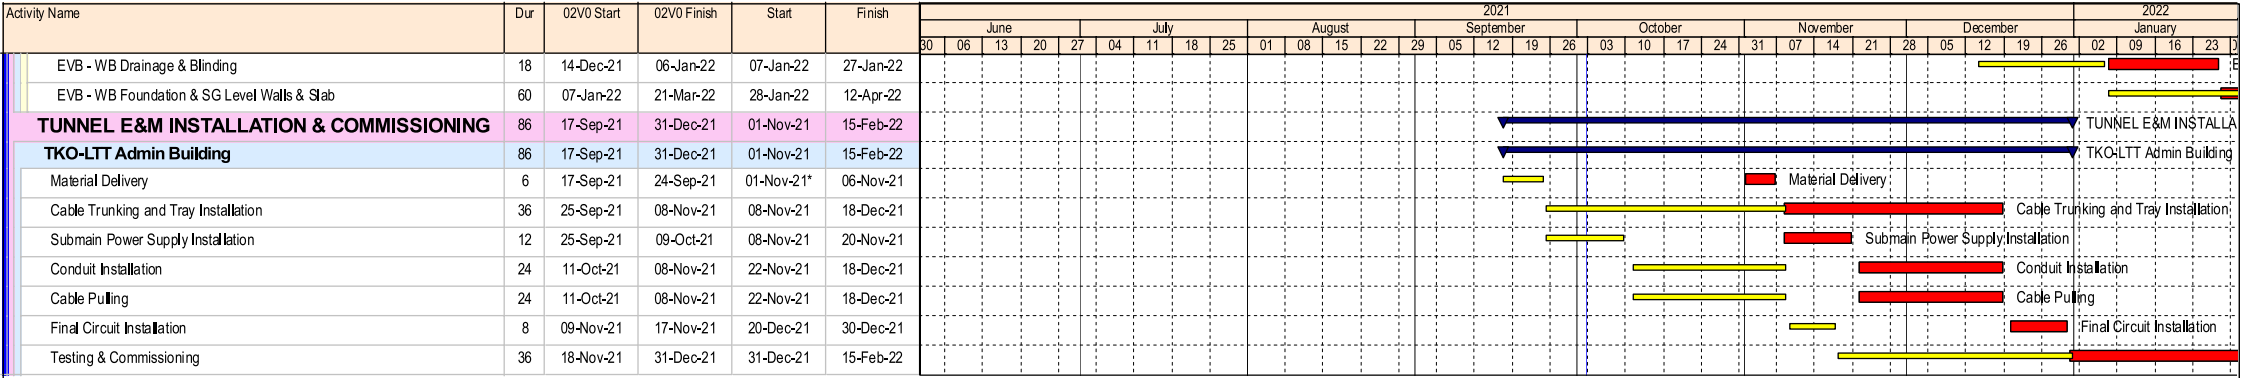 Activity Name Dur 02V0 Start 02V0 Finish Start Finish 2021 2022
June July August September October November December January
30 06 13 20 27 04 11 18 25 01 08 15 22 29 05 12 19 26 03 10 17 24 31 07 14 21 28 05 12 19 26 02 09 16 23
EVB - WB Drainage & Blinding 18 14-Dec-21 06-Jan-22 07-Jan-22 27-Jan-22 E
EVB - WB Foundation & SG Level Walls & Slab 60 07-Jan-22 21-Mar-22 28-Jan-22 12-Apr-22
TUNNEL E&M INSTALLATION & COMMISSIONING 86 17-Sep-21 31-Dec-21 01-Nov-21 15-Feb-22 TUNNEL E&M INSTALLA
TKO-LTT Admin Building 86 17-Sep-21 31-Dec-21 01-Nov-21 15-Feb-22 TKO-LTT Admin Building
Material Delivery 6 17-Sep-21 24-Sep-21 01-Nov-21* 06-Nov-21 Material Delivery
Cable Trunking and Tray Installation 36 25-Sep-21 08-Nov-21 08-Nov-21 18-Dec-21 Cable Trunking and Tray Installation
Submain Power Supply Installation 12 25-Sep-21 09-Oct-21 08-Nov-21 20-Nov-21 Submain Power Supply Installation
Conduit Installation 24 11-Oct-21 08-Nov-21 22-Nov-21 18-Dec-21 Conduit Installation
Cable Pulling 24 11-Oct-21 08-Nov-21 22-Nov-21 18-Dec-21 Cable Pulling
Final Circuit Installation 8 09-Nov-21 17-Nov-21 20-Dec-21 30-Dec-21 Final Circuit Installation
Testing & Commissioning 36 18-Nov-21 31-Dec-21 31-Dec-21 15-Feb-22